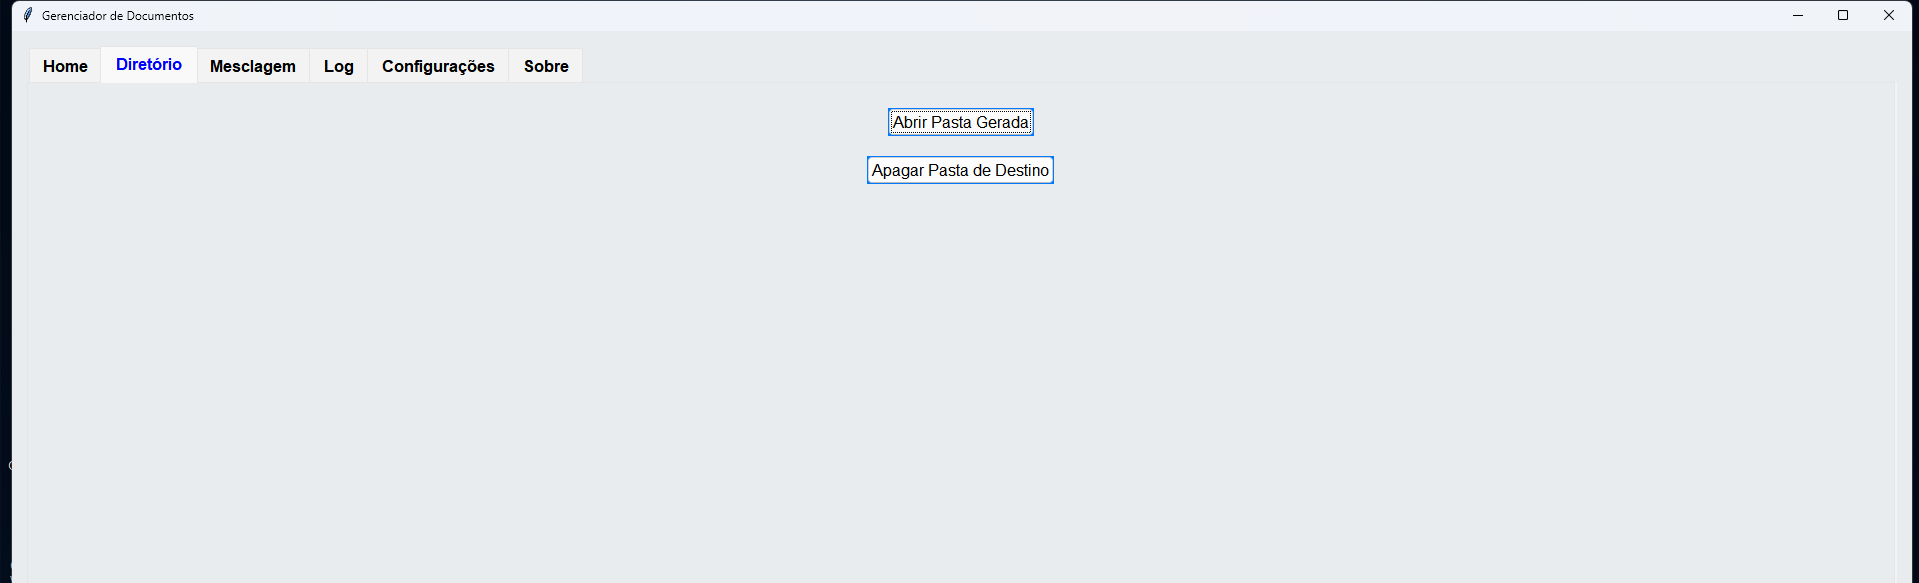 Gerenciador de Documentos
Home Diretório Mesclagem Log Configurações Sobre
Abrir Pasta Gerada
Apagar Pasta de Destino